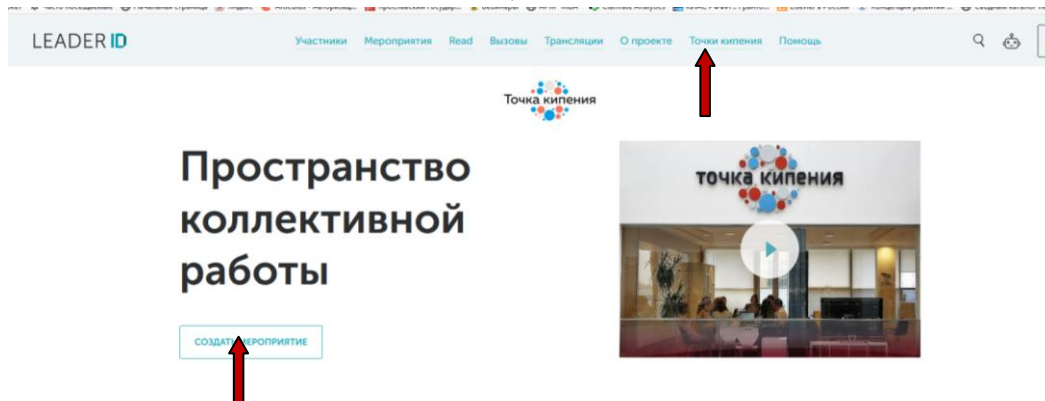 LEADER ID
Участники Мероприятия Read Вызовы Трансляции О проекте Точки кипения Помощь
Точка кипения
Пространство
коллективной
работы
точка кипения
СОЗДАТЬ МЕРОПРИЯТИЕ